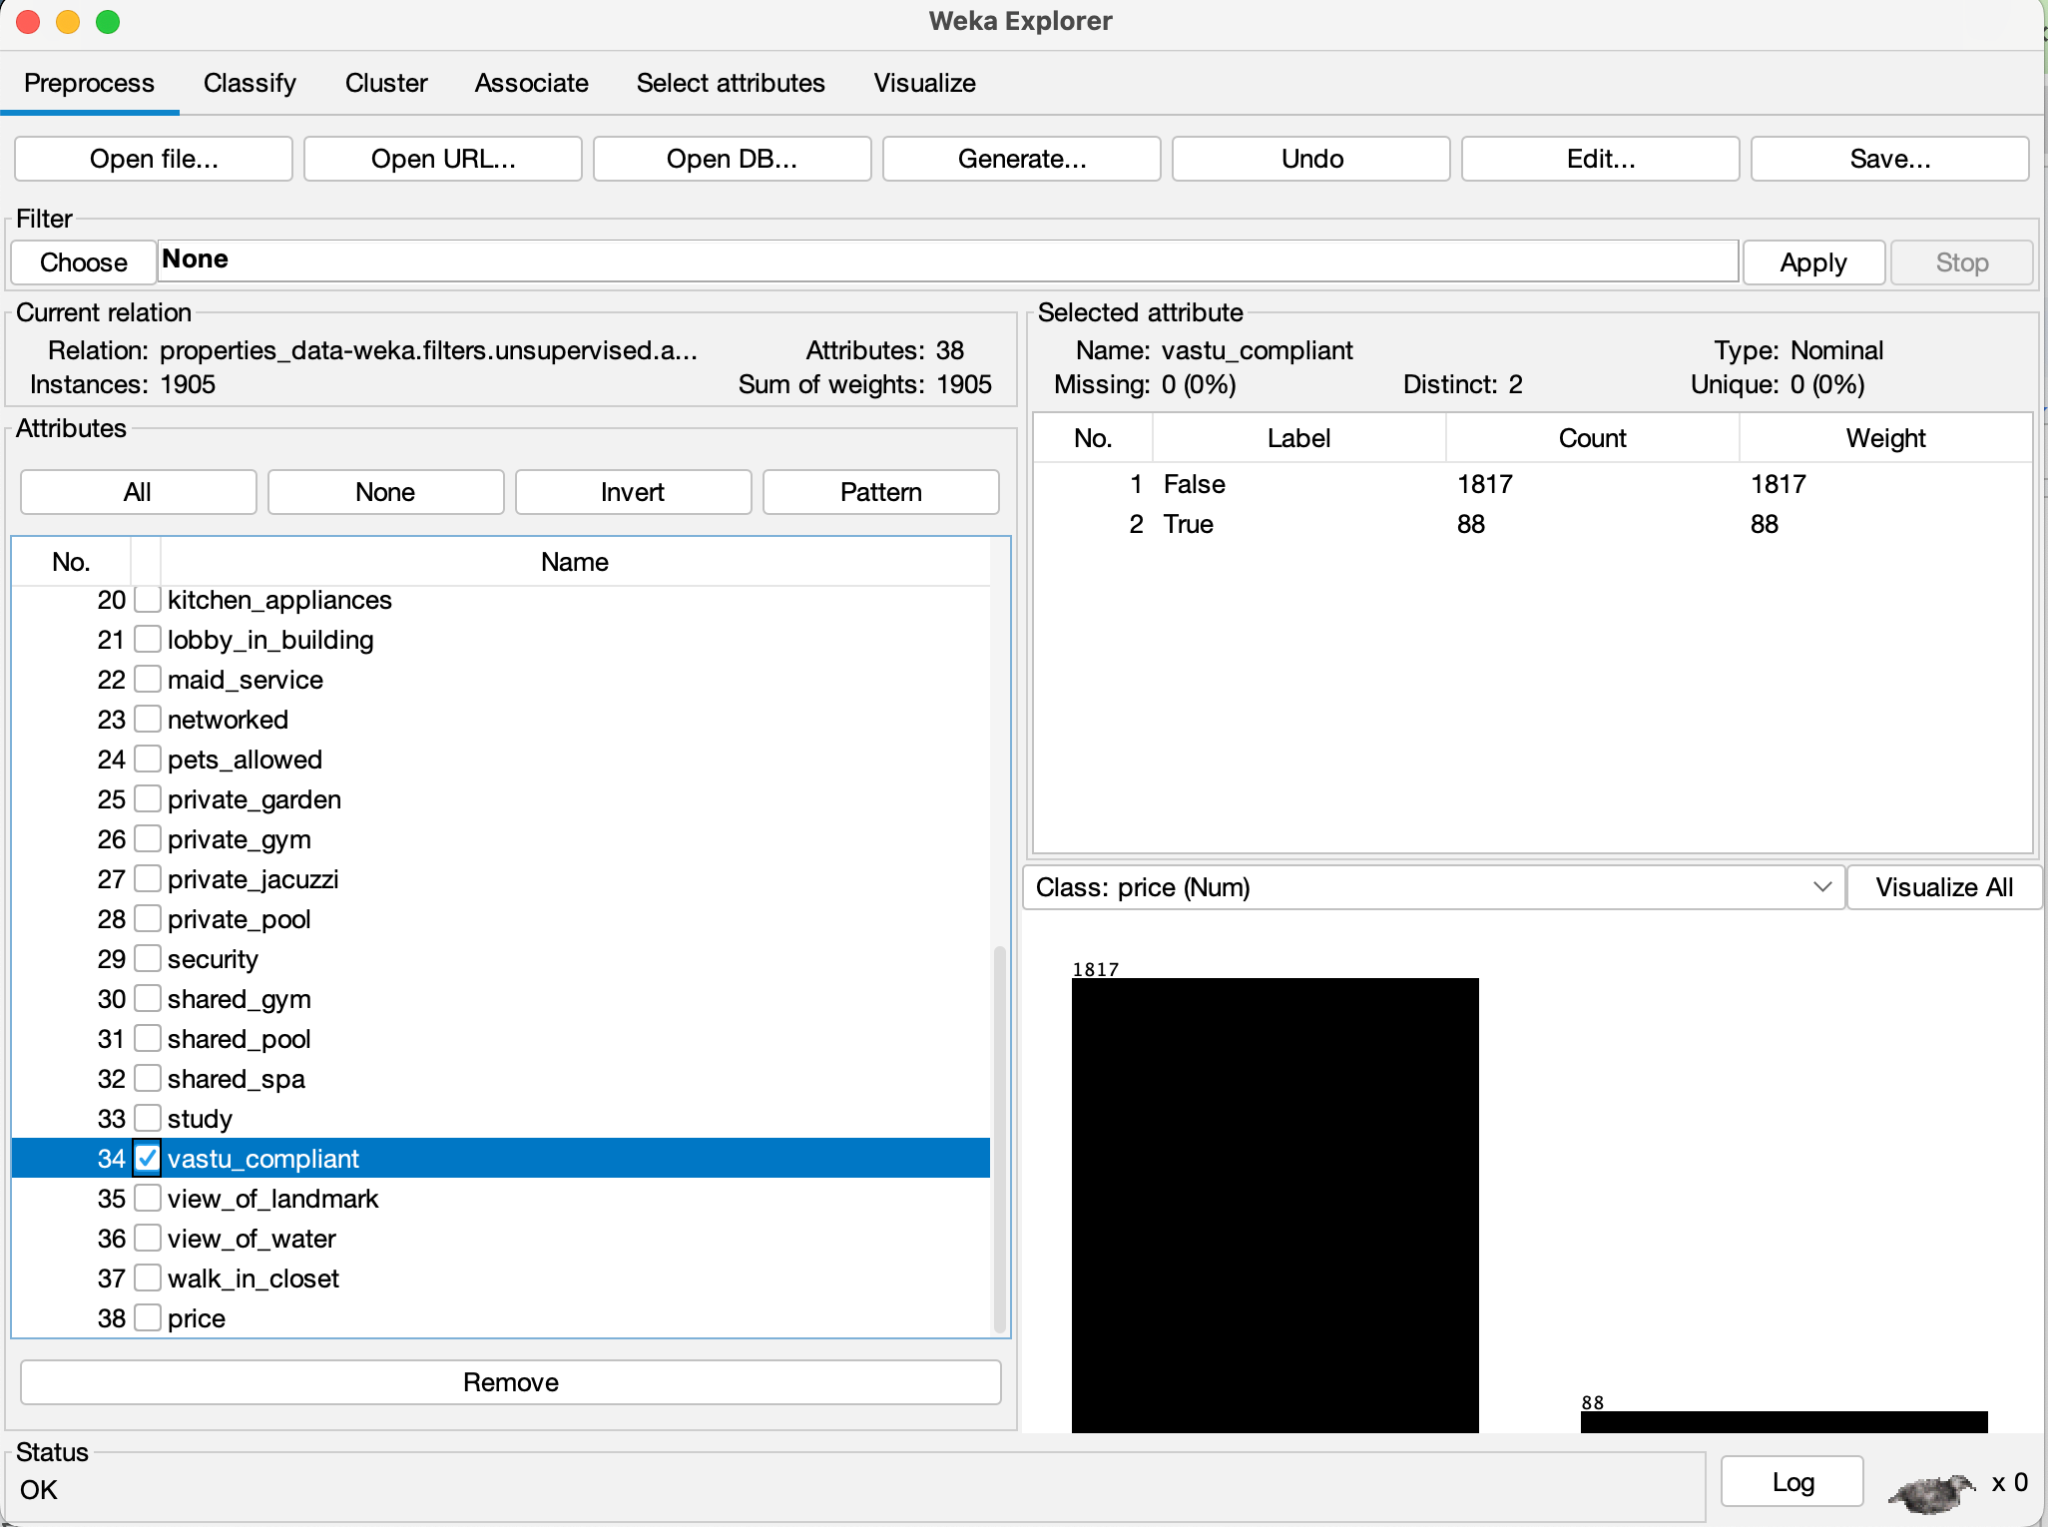 Weka Explorer
Preprocess Classify Cluster Associate Select attributes Visualize
Open file... Open URL... Open DB... Generate... Undo Edit... Save...
Filter
Choose None Apply Stop
Current relation
Relation: properties_data-weka.filters.unsupervised.a... Attributes: 38
Instances: 1905 Sum of weights: 1905
Attributes
All None Invert Pattern
No. Name
20 kitchen_appliances
21 lobby_in_building
22 maid_service
23 networked
24 pets_allowed
25 private_garden
26 private_gym
27 private_jacuzzi
28 private_pool
29 security
30 shared_gym
31 shared_pool
32 shared_spa
33 study
34 vastu_compliant
35 view_of_landmark
36 view_of_water
37 walk_in_closet
38 price
Remove
Selected attribute
Name: vastu_compliant Type: Nominal
Missing: 0 (0%) Distinct: 2 Unique: 0 (0%)
No. Label Count Weight
1 False 1817 1817
2 True 88 88
Class: price (Num) Visualize All
1817
88
Status
OK
Log x 0